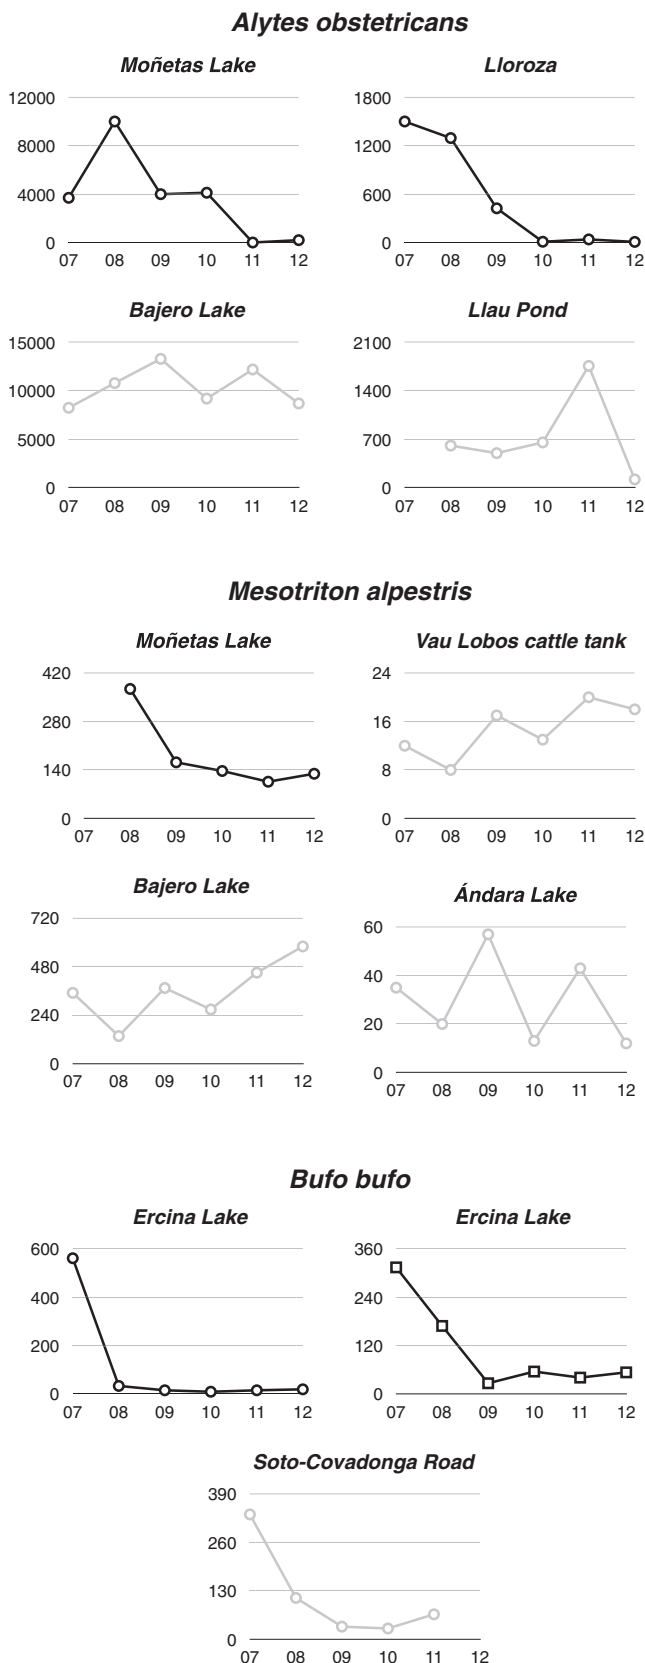 Alytes obstetricans
Moñetas Lake
12000
8000
4000
0
07 08 09 10 11 12
Lloroza
1800
1200
600
0
07 08 09 10 11 12
Bajero Lake
15000
10000
5000
0
07 08 09 10 11 12
Llau Pond
2100
1400
700
0
07 08 09 10 11 12
Mesotriton alpestris
Moñetas Lake
420
280
140
0
07 08 09 10 11 12
Vau Lobos cattle tank
24
16
8
0
07 08 09 10 11 12
Bajero Lake
720
480
240
0
07 08 09 10 11 12
Ándara Lake
60
40
20
0
07 08 09 10 11 12
Bufo bufo
Ercina Lake
600
400
200
0
07 08 09 10 11 12
Ercina Lake
360
240
120
0
07 08 09 10 11 12
Soto-Covadonga Road
390
260
130
0
07 08 09 10 11 12